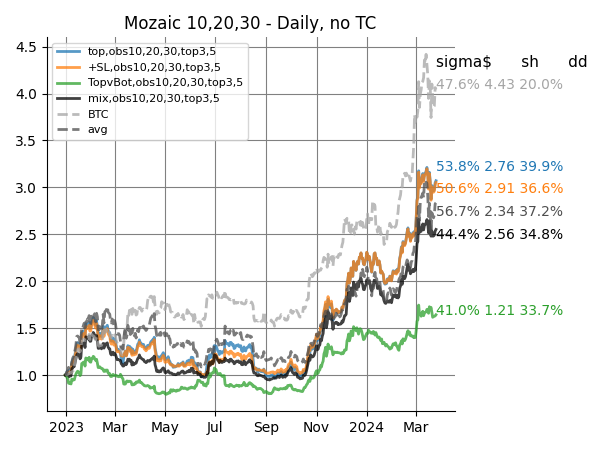 Mozaic 10,20,30 - Daily, no TC
top,obs10,20,30,top3,5
+SL,obs10,20,30,top3,5
TopvBot,obs10,20,30,top3,5
mix,obs10,20,30,top3,5
BTC
avg
sigma$ sh dd
47.6% 4.43 20.0%
53.8% 2.76 39.9%
50.6% 2.91 36.6%
56.7% 2.34 37.2%
44.4% 2.56 34.8%
41.0% 1.21 33.7%
4.5
4.0
3.5
3.0
2.5
2.0
1.5
1.0
2023 Mar May Jul Sep Nov 2024 Mar